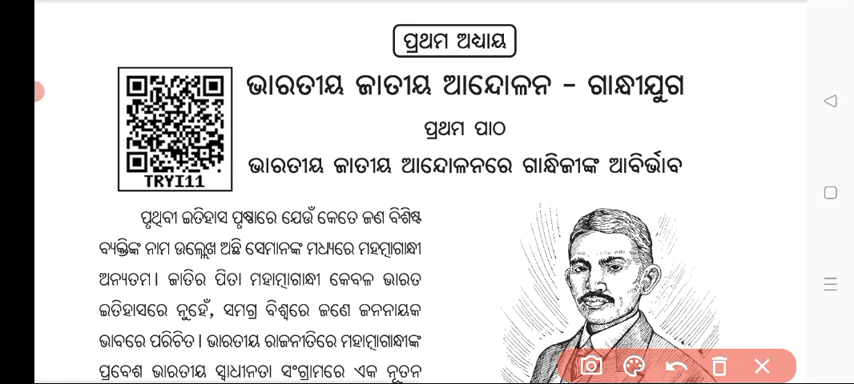 ପ୍ରଥମ ଅଧ୍ୟାୟ
ଭାରତୀୟ ଜାତୀୟ ଆନ୍ଦୋଳନ – ଗାନ୍ଧୀଯୁଗ
ପ୍ରଥମ ପାଠ
ଭାରତୀୟ ଜାତୀୟ ଆନ୍ଦୋଳନରେ ଗାନ୍ଧିଜୀଙ୍କ ଆବିର୍ଭାବ
TRYI11
ପୃଥିବୀ ଇତିହାସ ପୃଷ୍ଠାରେ ଯେଉଁ କେତେ ଜଣ ବିଶିଷ୍ଟ
ବ୍ୟକ୍ତିଙ୍କ ନାମ ଉଲ୍ଲେଖ ଅଛି ସେମାନଙ୍କ ମଧ୍ୟରେ ମହାତ୍ମାଗାନ୍ଧୀ
ଅନ୍ୟତମ। ଜାତିର ପିତା ମହାତ୍ମାଗାନ୍ଧୀ କେବଳ ଭାରତ
ଇତିହାସରେ ନୁହେଁ, ସମଗ୍ର ବିଶ୍ୱରେ ଜଣେ ଜନନାୟକ
ଭାବରେ ପରିଚିତ। ଭାରତୀୟ ରାଜନୀତିରେ ମହାତ୍ମାଗାନ୍ଧୀଙ୍କ
ପ୍ରବେଶ ଭାରତୀୟ ସ୍ୱାଧୀନତା ସଂଗ୍ରାମରେ ଏକ ନୂତନ